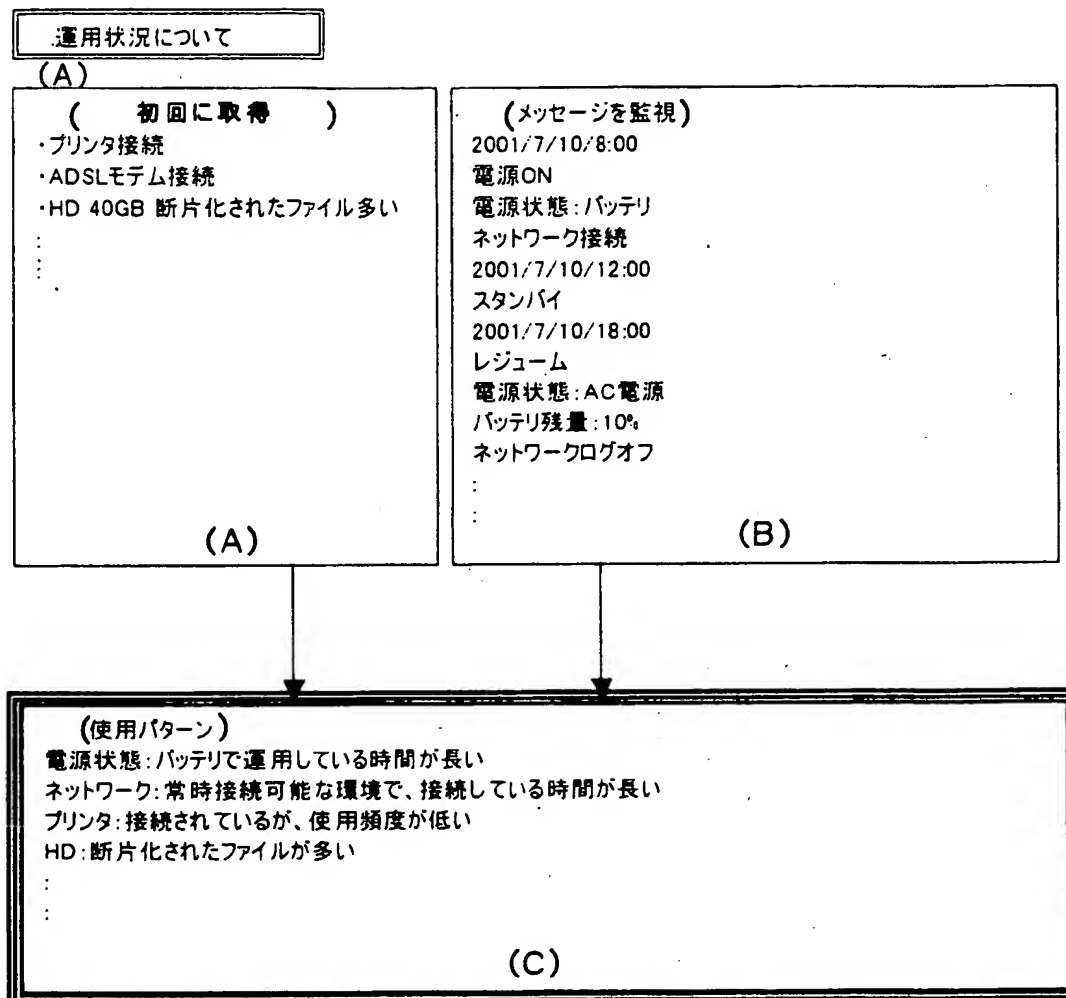 運用状況について
(A)
( 初回に取得 )
・プリンタ接続
・ADSLモデム接続
・HD 40GB 断片化されたファイル多い
:
:
(A)
(メッセージを監視)
2001/7/10/8:00
電源ON
電源状態:バッテリ
ネットワーク接続
2001/7/10/12:00
スタンバイ
2001/7/10/18:00
レジューム
電源状態:AC電源
バッテリ残量:10%
ネットワークログオフ
:
:
(B)
(使用パターン)
電源状態:バッテリで運用している時間が長い
ネットワーク:常時接続可能な環境で、接続している時間が長い
プリンタ:接続されているが、使用頻度が低い
HD:断片化されたファイルが多い
:
:
(C)